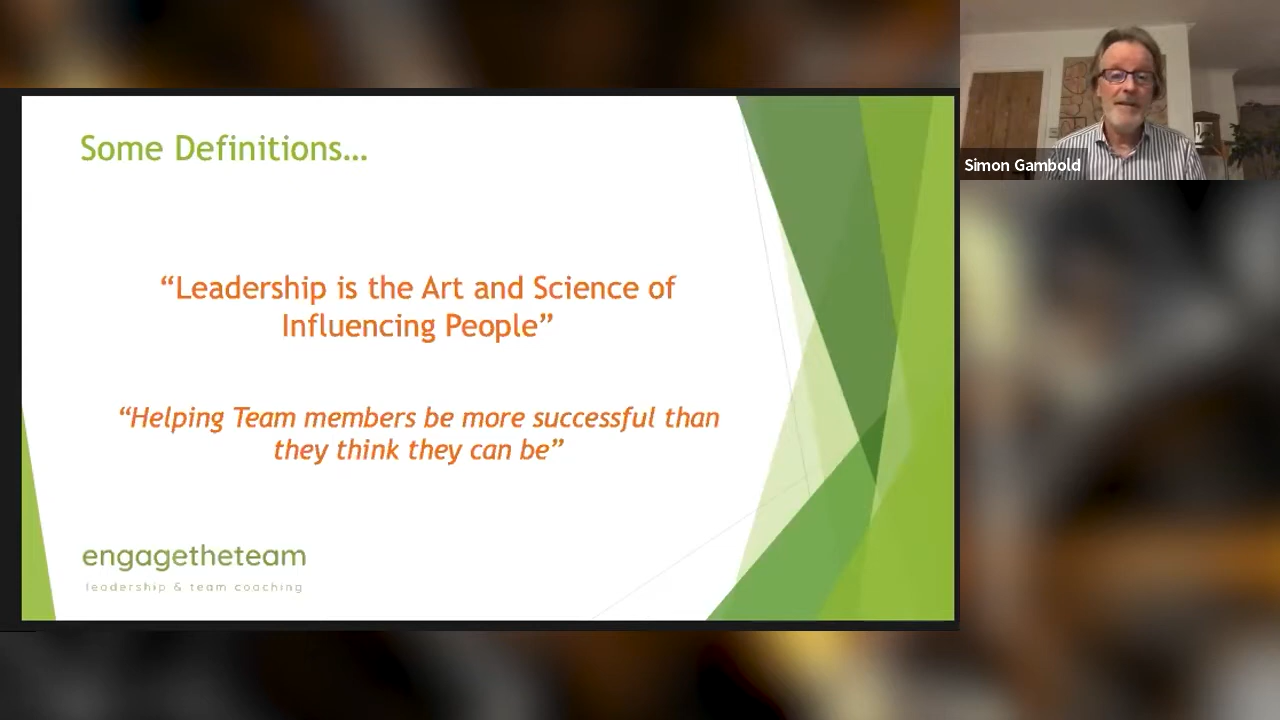 Some Definitions…
“Leadership is the Art and Science of
Influencing People”
“Helping Team members be more successful than
they think they can be”
engagetheteam
leadership & team coaching
Simon Gambold